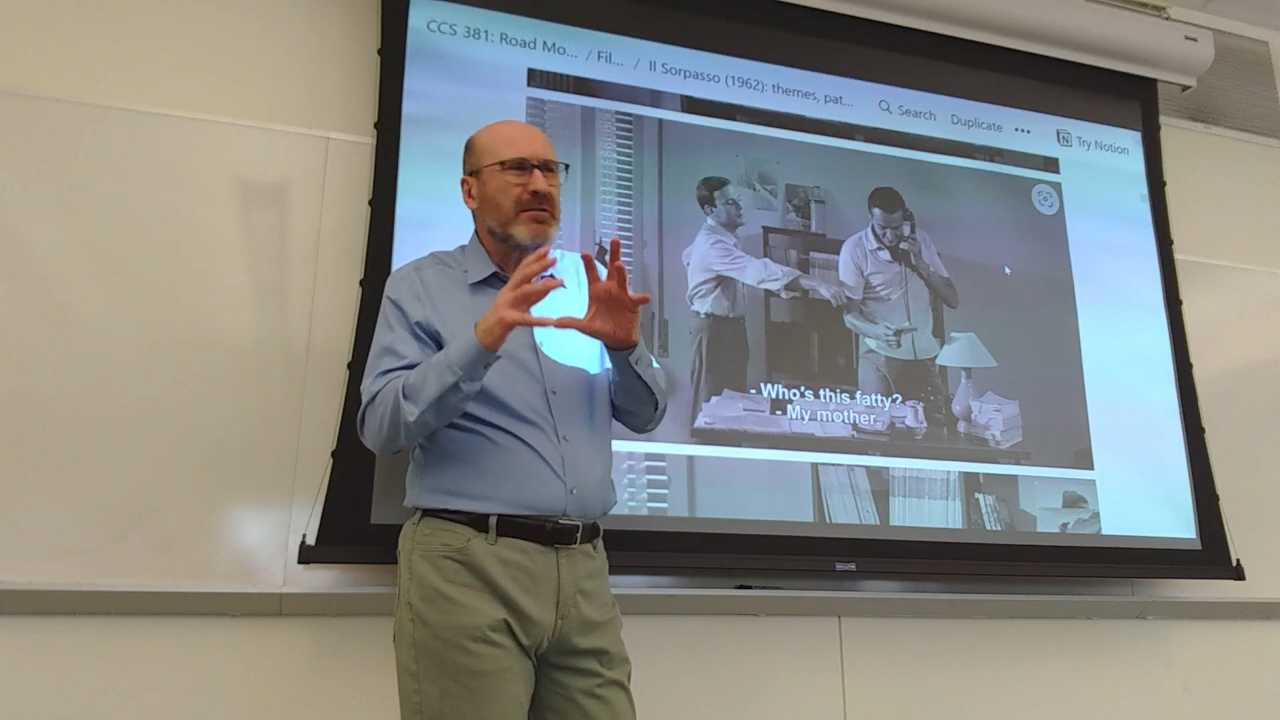 CCS 381: Road Mo... / Fil... / Il Sorpasso (1962): themes, pat...
Search
Duplicate
Try Notion
- Who's this fatty?
- My mother.